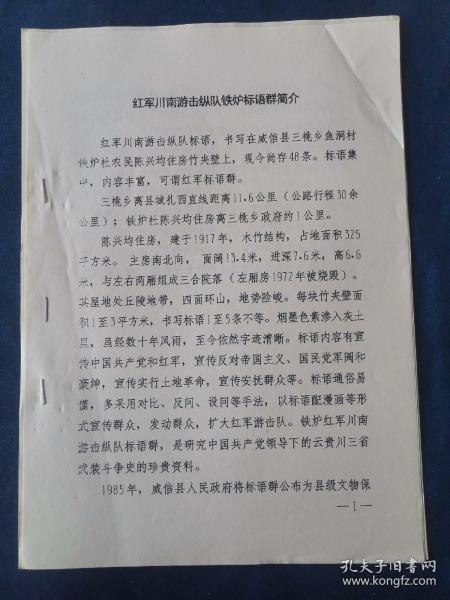 红军川南游击纵队铁炉标语群简介
红军川南游击纵队标语，书写在威信县三桃乡鱼洞村
铁炉社农民陈兴均住房竹夹壁上，现今尚存48条。标语集
中，内容丰富，可谓红军标语群。
三桃乡离县城扎西直线距离11.6公里（公路行程30余
公里）；铁炉社陈兴均住房离三桃乡政府约1公里。
陈兴均住房，建于1917年，木竹结构，占地面积325
平方米。主房南北向，面阔13.4米，进深7.6米，高6.6
米，与左右两厢组成三合院落（左厢房1972年被烧毁）。
其屋地处丘陵地带，四面环山，地势险峻。每块竹夹壁面
积1至3平方米，书写标语1至5条不等。烟墨色素渗入灰土
里，虽经数十年风雨，至今依然字迹清晰。标语内容有宣
传中国共产党和红军，宣传反对帝国主义、国民党军阀和
豪绅，宣传实行土地革命，宣传安抚群众等。标语通俗易
懂，多采用对比、反问、设问等手法，以标语配漫画等形
式宣传群众，发动群众，扩大红军游击队。铁炉红军川南
游击纵队标语群，是研究中国共产党领导下的云贵川三省
武装斗争史的珍贵资料。
1985年，威信县人民政府将标语群公布为县级文物保
—1—
孔夫子旧书网
www.kongfz.com